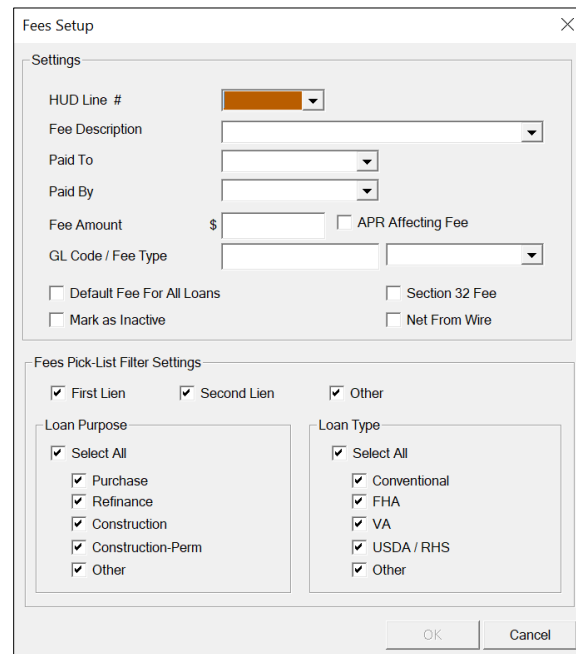 Fees Setup
Settings
HUD Line #
Fee Description
Paid To
Paid By
Fee Amount $ APR Affecting Fee
GL Code / Fee Type
Default Fee For All Loans Section 32 Fee
Mark as Inactive Net From Wire
Fees Pick-List Filter Settings
First Lien Second Lien Other
Loan Purpose Loan Type
Select All Select All
Purchase Conventional
Refinance FHA
Construction VA
Construction-Perm USDA / RHS
Other Other
OK Cancel